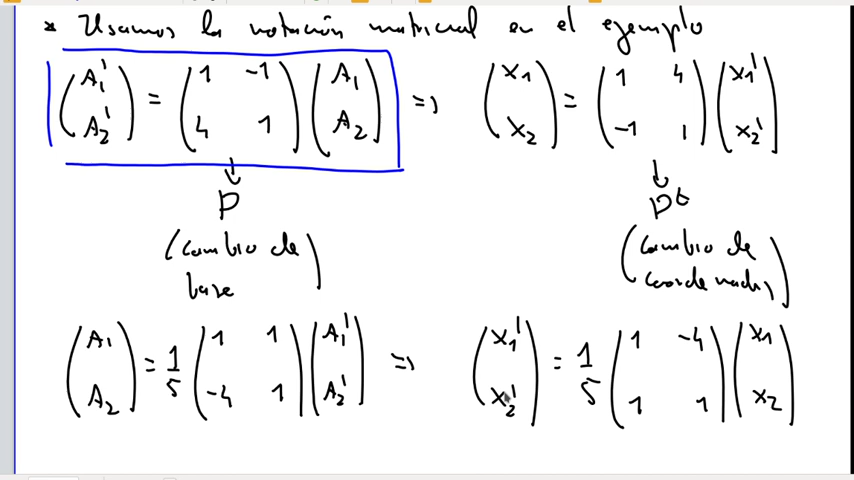 * Usamos la notación matricial en el ejemplo
(A1' A2') = (1 -1 4 1) (A1 A2) => (x1 x2) = (1 4 -1 1) (x1' x2')
↓ P ↓ Pt
(cambio de base) (cambio de coordenadas)
(A1 A2) = 1/5 (1 1 -4 1) (A1' A2') => (x1' x2') = 1/5 (1 -4 1 1) (x1 x2)